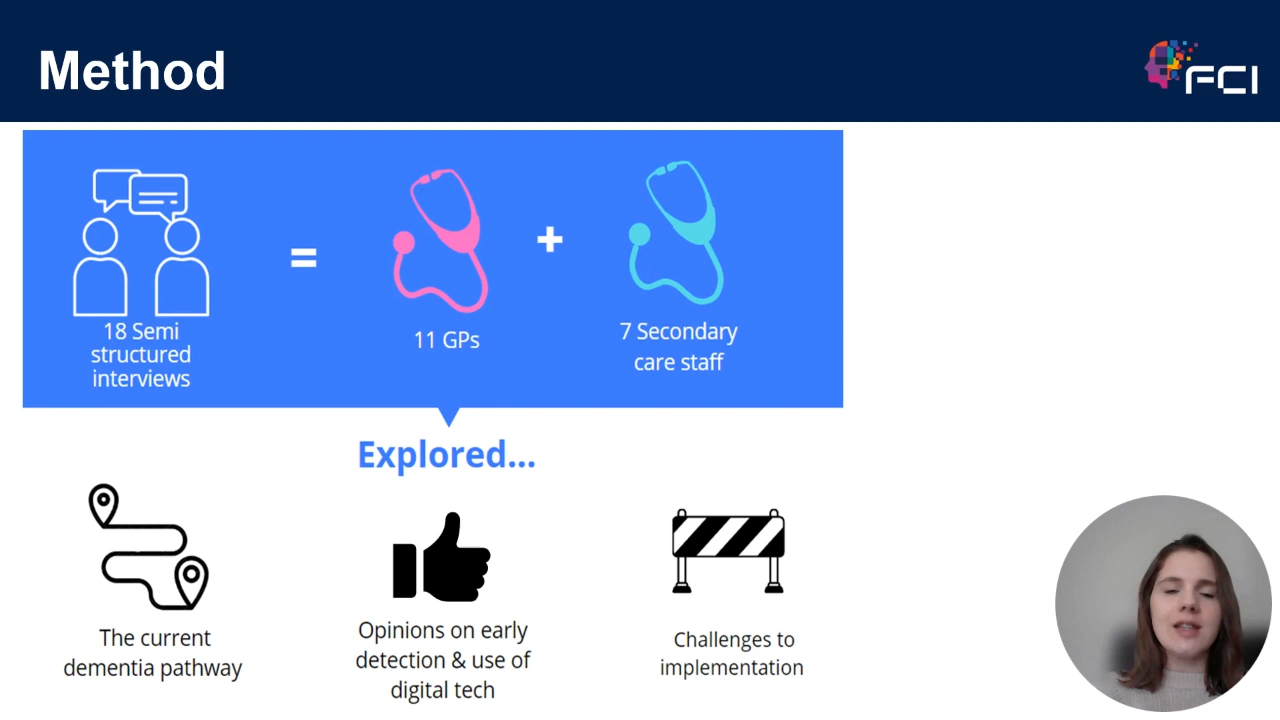 Method
FCI
18 Semi
structured
interviews
=
11 GPs
+
7 Secondary
care staff
Explored...
The current
dementia pathway
Opinions on early
detection & use of
digital tech
Challenges to
implementation